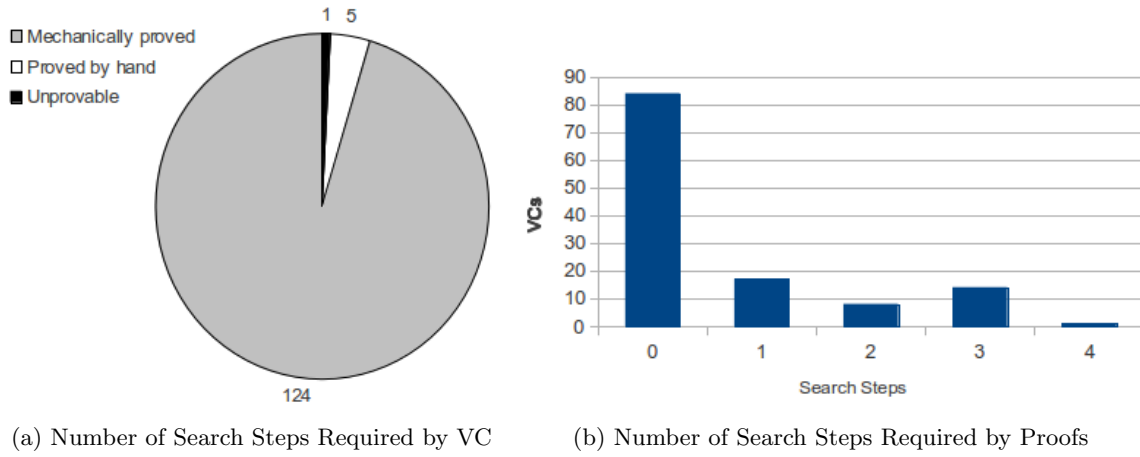 1 5
Mechanically proved
Proved by hand
Unprovable
124
(a) Number of Search Steps Required by VC
90
80
70
60
50
40
30
20
10
0
VCs
0 1 2 3 4
Search Steps
(b) Number of Search Steps Required by Proofs